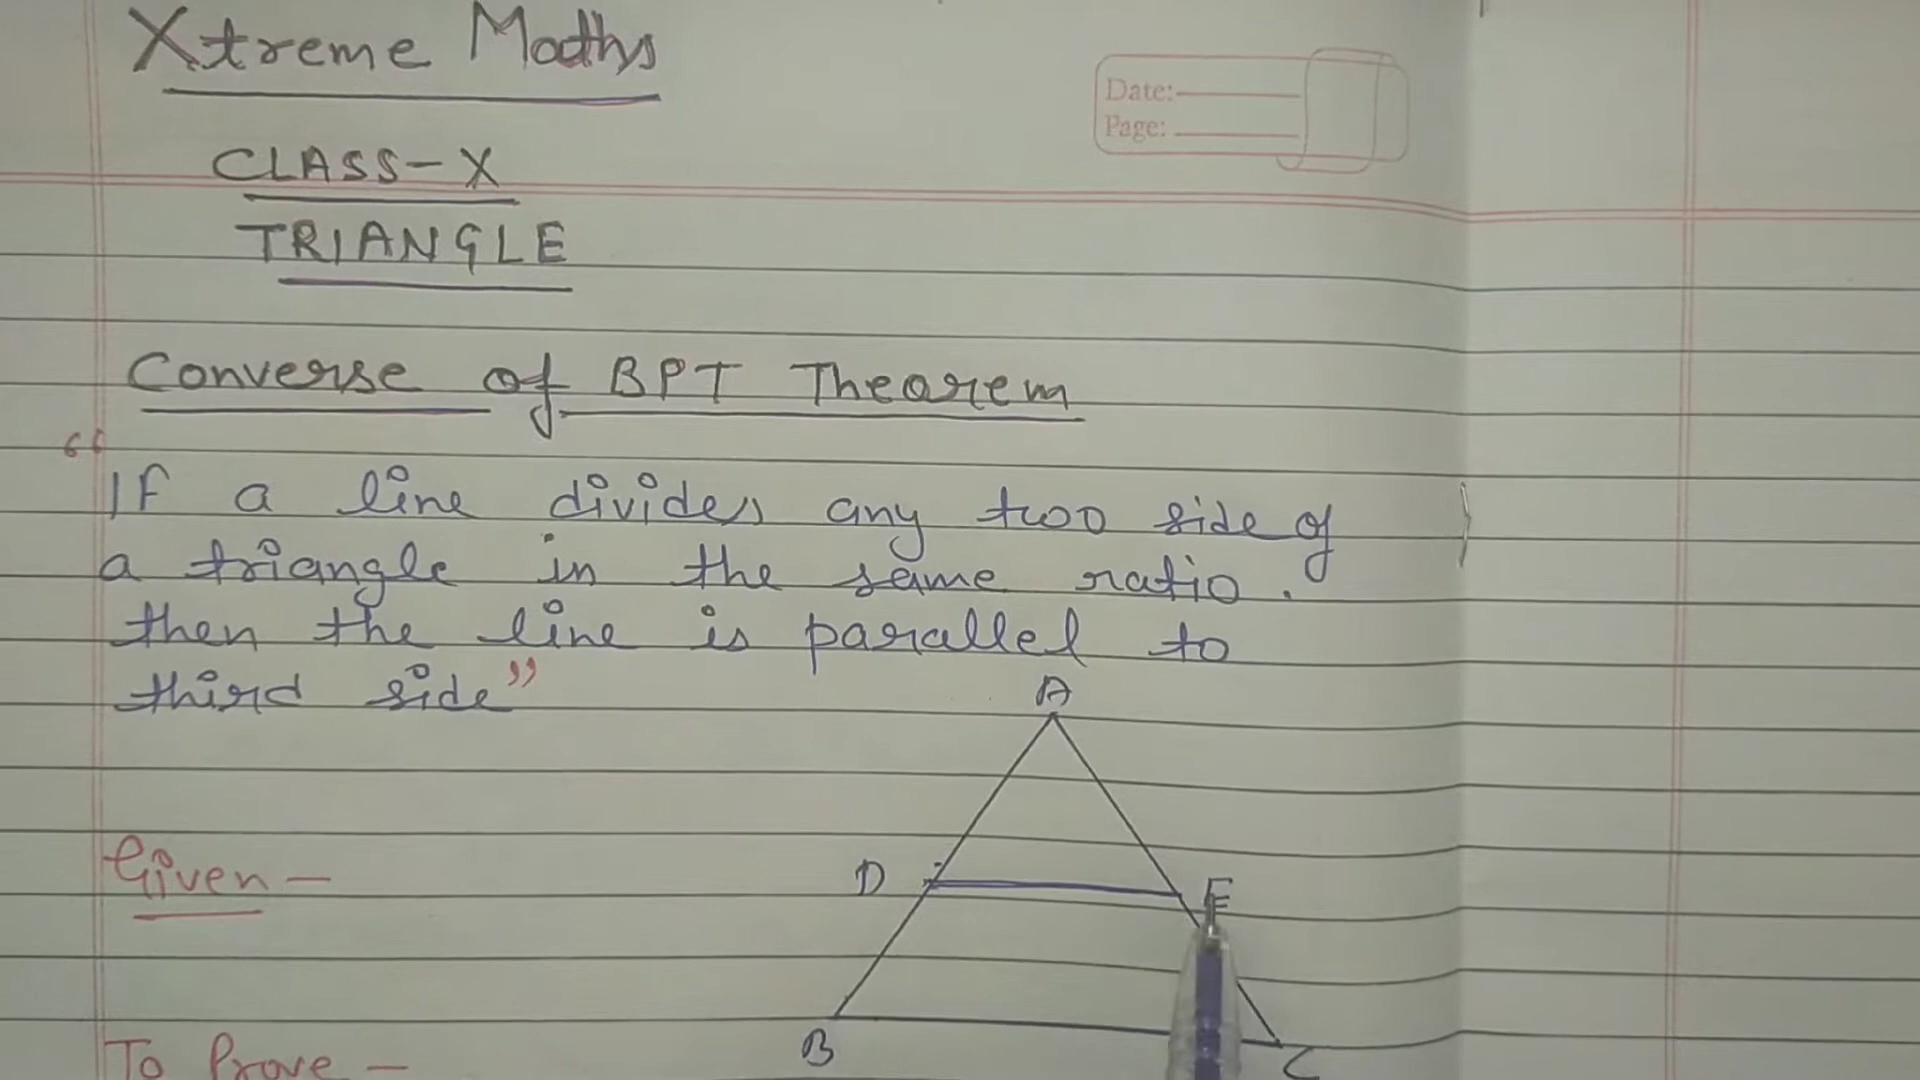 Xtreme Maths
Date:
Page:
CLASS-X
TRIANGLE
Converse of BPT Theorem
"If a line divides any two side of
a triangle in the same ratio.
then the line is parallel to
third side"
A
Given -
D E
B C
To Prove -